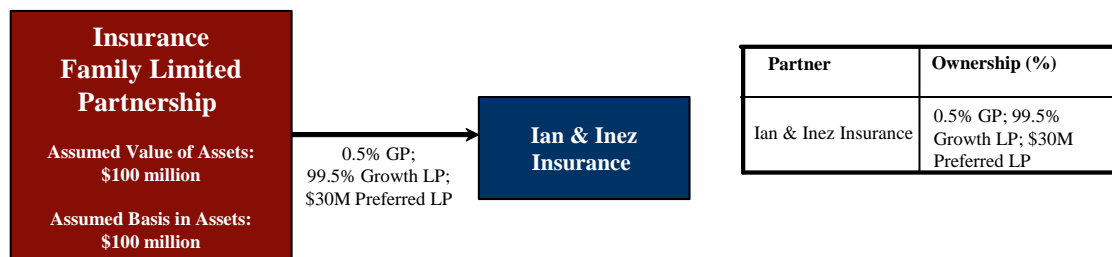 Insurance
Family Limited
Partnership
Assumed Value of Assets:
$100 million
Assumed Basis in Assets:
$100 million
0.5% GP;
99.5% Growth LP;
$30M Preferred LP
Ian & Inez
Insurance
Partner
Ownership (%)
Ian & Inez Insurance
0.5% GP; 99.5%
Growth LP; $30M
Preferred LP